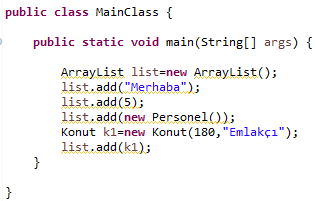 public class MainClass {
public static void main(String[] args) {
ArrayList list=new ArrayList();
list.add("Merhaba");
list.add(5);
list.add(new Personel());
Konut k1=new Konut(180,"Emlakçı");
list.add(k1);
}
}